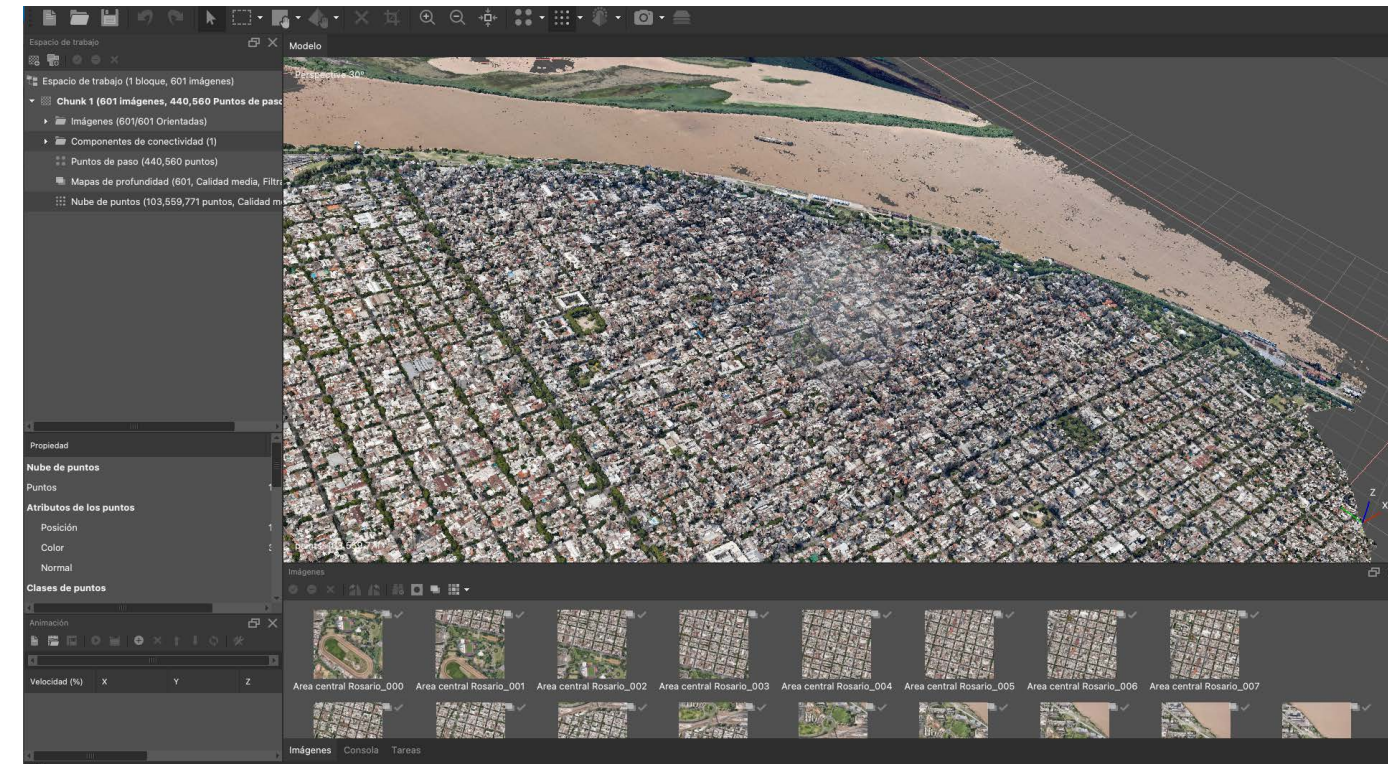 Espacio de trabajo
Modelo
Espacio de trabajo (1 bloque, 601 imágenes)
Perspective 30°
Chunk 1 (601 imágenes, 440,560 Puntos de paso
Imágenes (601/601 Orientadas)
Componentes de conectividad (1)
Puntos de paso (440,560 puntos)
Mapas de profundidad (601, Calidad media, Filtra
Nube de puntos (103,559,771 puntos, Calidad m
Propiedad
Nube de puntos
Puntos
Atributos de los puntos
Posición
Color
Normal
Clases de puntos
Z
X
Imágenes
Animación
Velocidad (%) X Y Z
Area central Rosario_000 Area central Rosario_001 Area central Rosario_002 Area central Rosario_003 Area central Rosario_004 Area central Rosario_005 Area central Rosario_006 Area central Rosario_007
Imágenes Consola Tareas